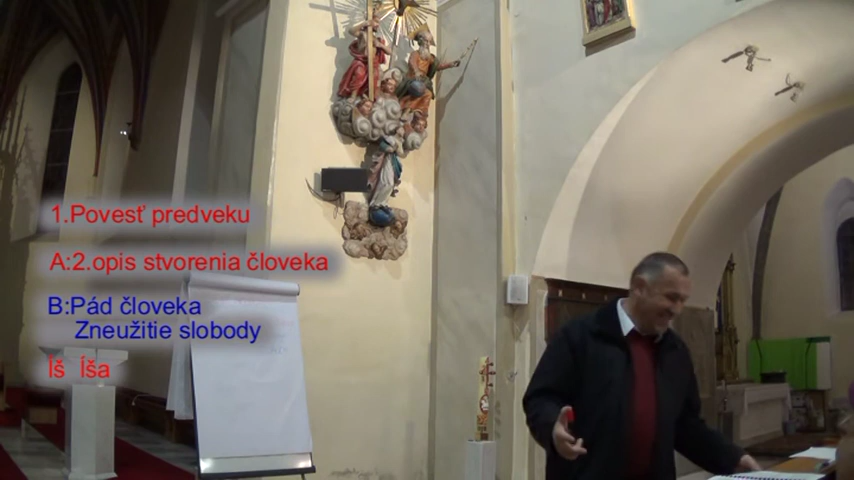 1.Povesť predveku
A:2.opis stvorenia človeka
B:Pád človeka
Zneužitie slobody
Íš Íša